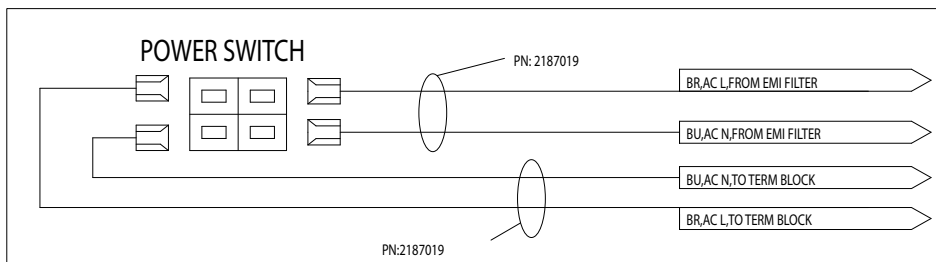 POWER SWITCH
PN: 2187019
BR,AC L,FROM EMI FILTER
BU,AC N,FROM EMI FILTER
BU,AC N,TO TERM BLOCK
BR,AC L,TO TERM BLOCK
PN:2187019